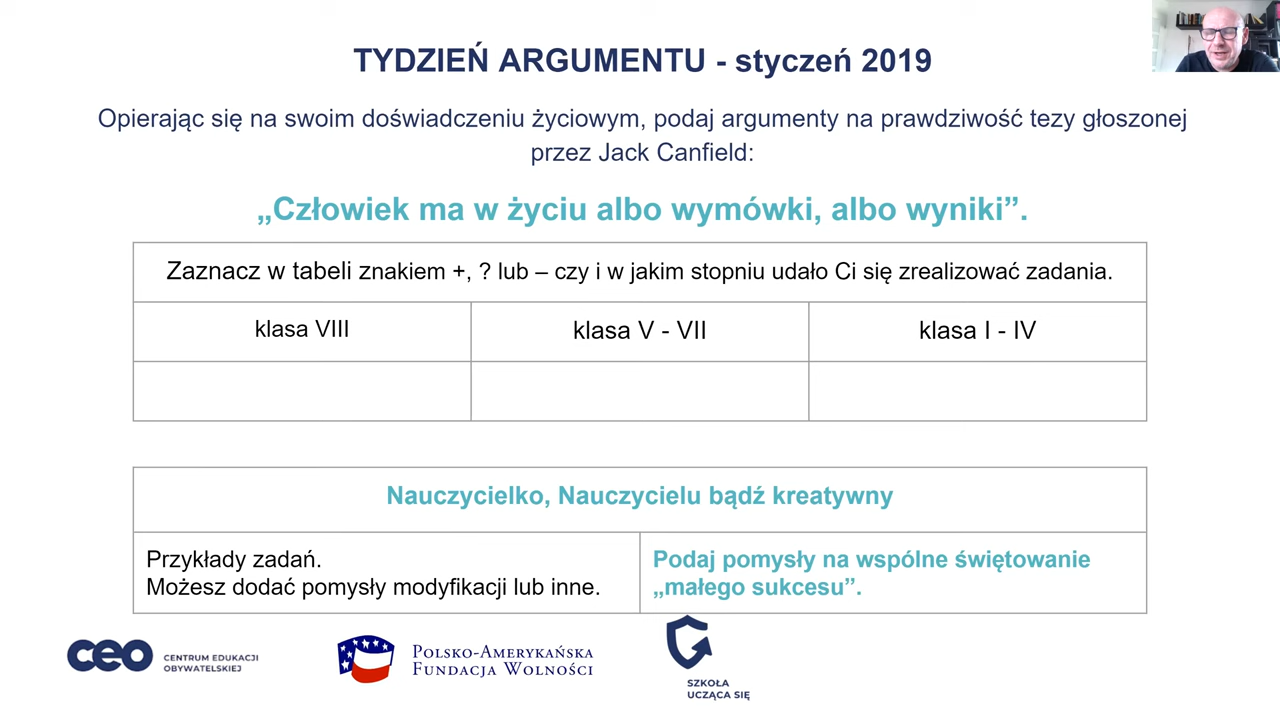 TYDZIEŃ ARGUMENTU - styczeń 2019
Opierając się na swoim doświadczeniu życiowym, podaj argumenty na prawdziwość tezy głoszonej
przez Jack Canfield:
„Człowiek ma w życiu albo wymówki, albo wyniki”.
Zaznacz w tabeli znakiem +, ? lub – czy i w jakim stopniu udało Ci się zrealizować zadania.
klasa VIII
klasa V - VII
klasa I - IV
Nauczycielko, Nauczycielu bądź kreatywny
Przykłady zadań.
Możesz dodać pomysły modyfikacji lub inne.
Podaj pomysły na wspólne świętowanie
„małego sukcesu”.
ceo
CENTRUM EDUKACJI
OBYWATELSKIEJ
POLSKO-AMERYKAŃSKA
FUNDACJA WOLNOŚCI
SZKOŁA
UCZĄCA SIĘ